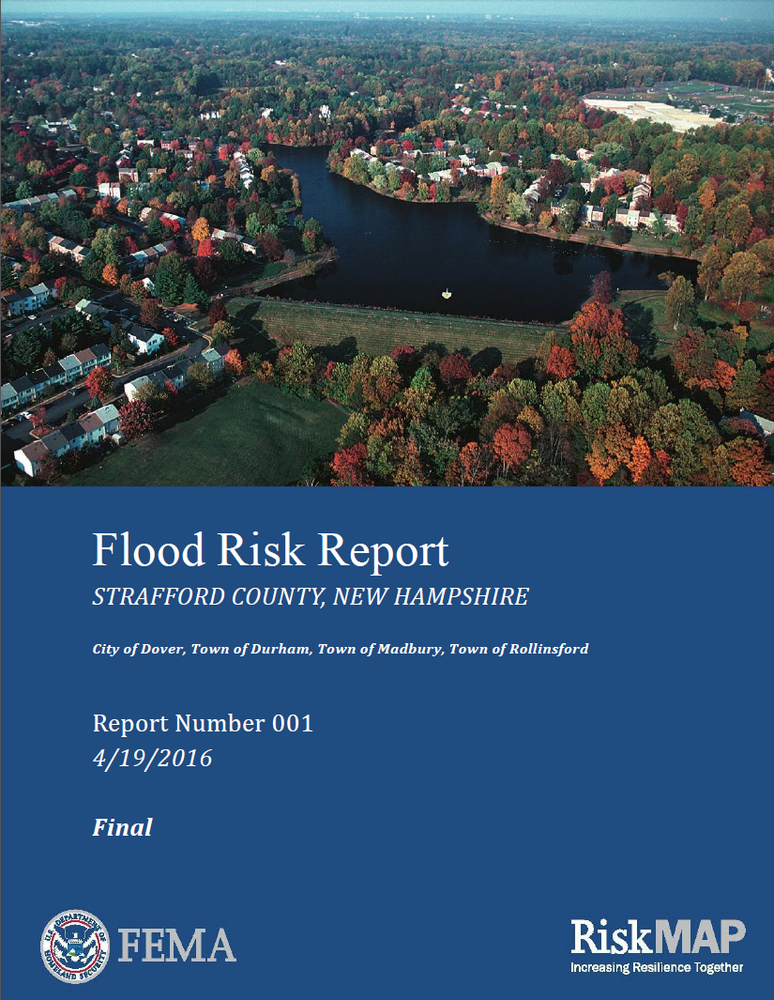 Flood Risk Report
STRAFFORD COUNTY, NEW HAMPSHIRE
City of Dover, Town of Durham, Town of Madbury, Town of Rollinsford
Report Number 001
4/19/2016
Final
U.S. DEPARTMENT OF
HOMELAND SECURITY
FEMA
RiskMAP
Increasing Resilience Together